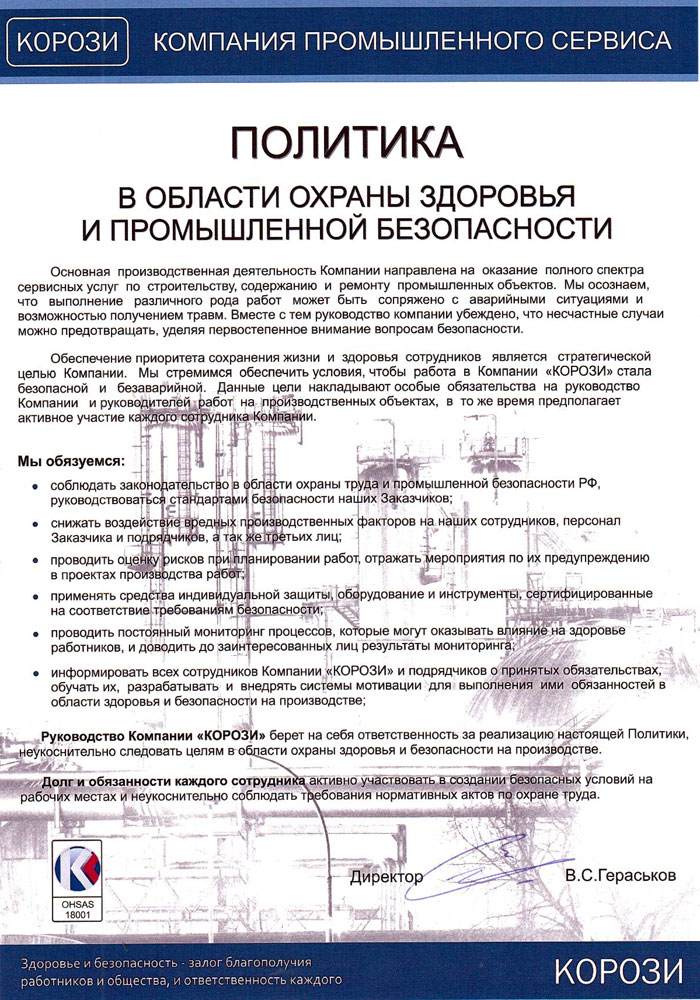 КОРОЗИ КОМПАНИЯ ПРОМЫШЛЕННОГО СЕРВИСА
ПОЛИТИКА
В ОБЛАСТИ ОХРАНЫ ЗДОРОВЬЯ
И ПРОМЫШЛЕННОЙ БЕЗОПАСНОСТИ
Основная производственная деятельность Компании направлена на оказание полного спектра
сервисных услуг по строительству, содержанию и ремонту промышленных объектов. Мы осознаем,
что выполнение различного рода работ может быть сопряжено с аварийными ситуациями и
возможностью получением травм. Вместе с тем руководство компании убеждено, что несчастные случаи
можно предотвращать, уделяя первостепенное внимание вопросам безопасности.
Обеспечение приоритета сохранения жизни и здоровья сотрудников является стратегической
целью Компании. Мы стремимся обеспечить условия, чтобы работа в Компании «КОРОЗИ» стала
безопасной и безаварийной. Данные цели накладывают особые обязательства на руководство
Компании и руководителей работ на производственных объектах, в то же время предполагает
активное участие каждого сотрудника Компании.
Мы обязуемся:
• соблюдать законодательство в области охраны труда и промышленной безопасности РФ,
руководствоваться стандартами безопасности наших Заказчиков;
• снижать воздействие вредных производственных факторов на наших сотрудников, персонал
Заказчика и подрядчиков, а так же третьих лиц;
• проводить оценку рисков при планировании работ, отражать мероприятия по их предупреждению
в проектах производства работ;
• применять средства индивидуальной защиты, оборудование и инструменты, сертифицированные
на соответствие требованиям безопасности;
• проводить постоянный мониторинг процессов, которые могут оказывать влияние на здоровье
работников, и доводить до заинтересованных лиц результаты мониторинга;
• информировать всех сотрудников Компании «КОРОЗИ» и подрядчиков о принятых обязательствах,
обучать их, разрабатывать и внедрять системы мотивации для выполнения ими обязанностей в
области здоровья и безопасности на производстве;
Руководство Компании «КОРОЗИ» берет на себя ответственность за реализацию настоящей Политики,
неукоснительно следовать целям в области охраны здоровья и безопасности на производстве.
Долг и обязанности каждого сотрудника активно участвовать в создании безопасных условий на
рабочих местах и неукоснительно соблюдать требования нормативных актов по охране труда.
OHSAS
18001
Директор В.С.Гераськов
Здоровье и безопасность - залог благополучия
работников и общества, и ответственность каждого
КОРОЗИ